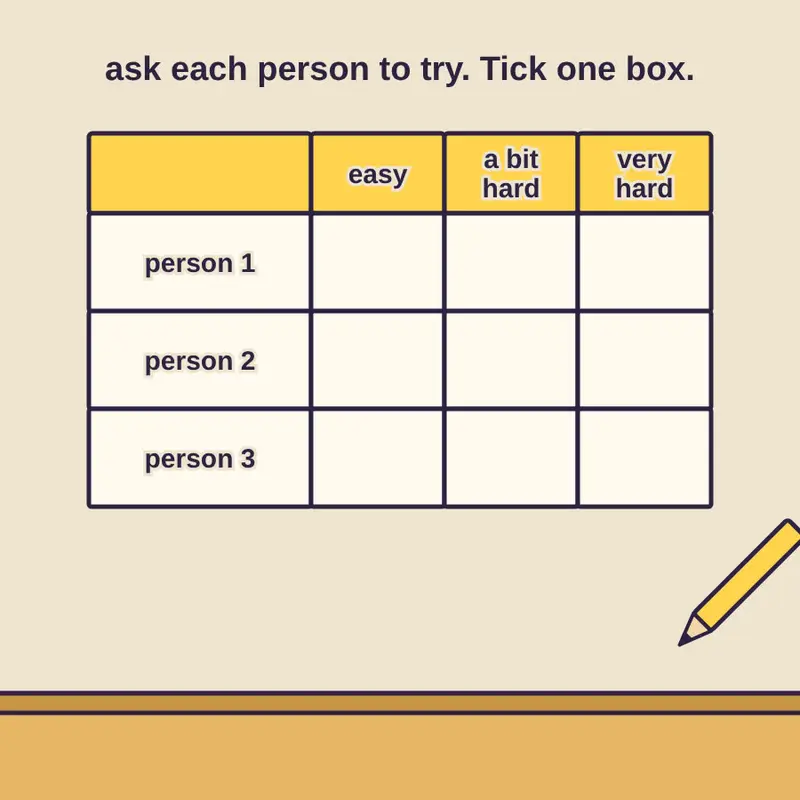 ask each person to try. Tick one box.
easy
a bit
hard
very
hard
person 1
person 2
person 3